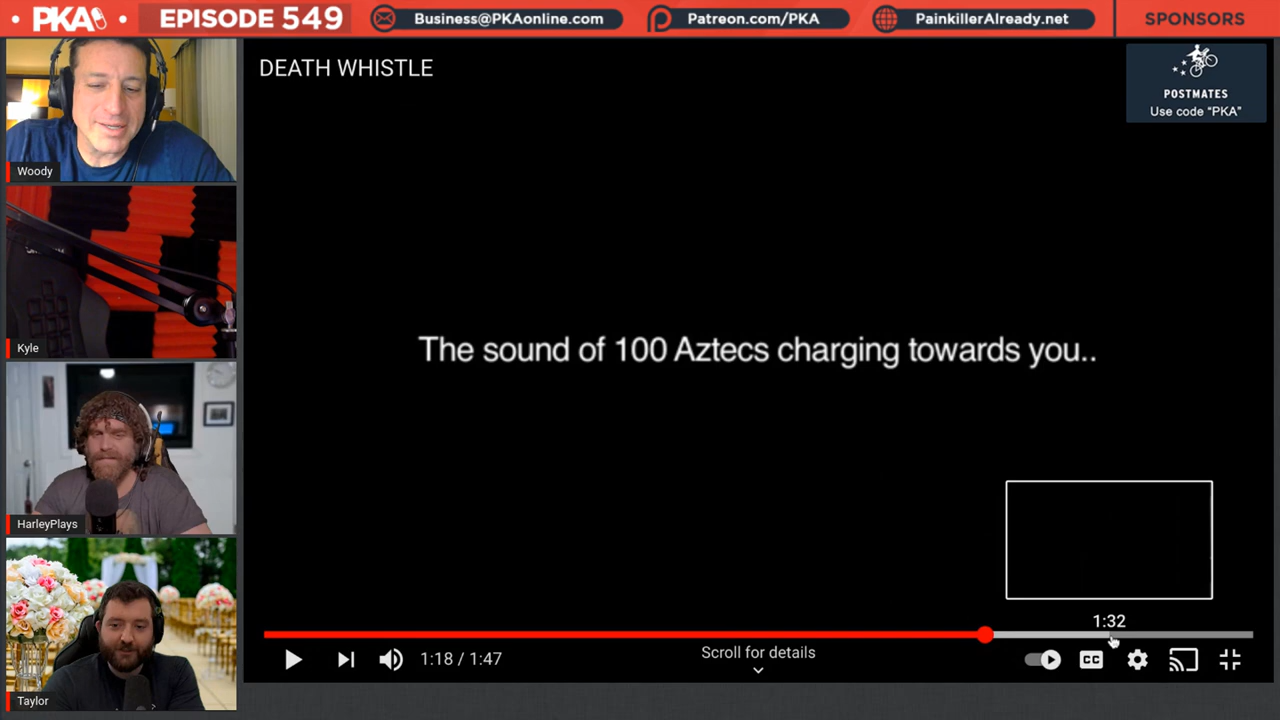 PKA
EPISODE 549
Business@PKAonline.com
Patreon.com/PKA
PainkillerAlready.net
SPONSORS
DEATH WHISTLE
POSTMATES
Use code "PKA"
Woody
Kyle
HarleyPlays
Taylor
The sound of 100 Aztecs charging towards you..
1:32
1:18 / 1:47
Scroll for details
CC